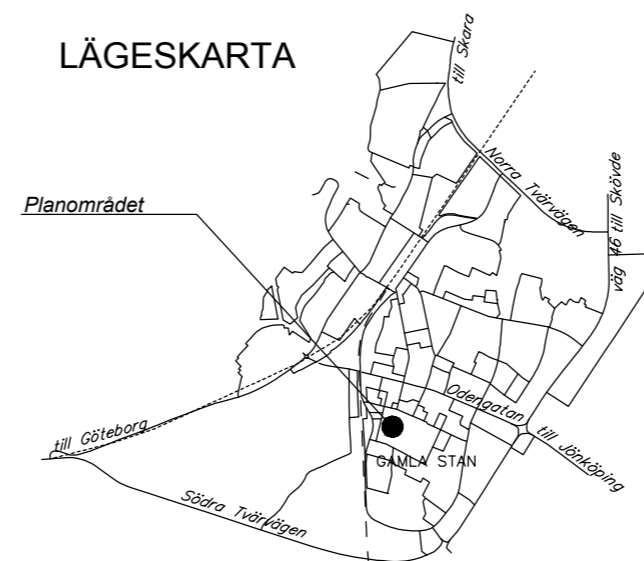 LÄGESKARTA
till Skara
Norra Tvärvägen
väg 46 till Skövde
Planområdet
Odengatan
till Jönköping
till Göteborg
GAMLA STAN
Södra Tvärvägen